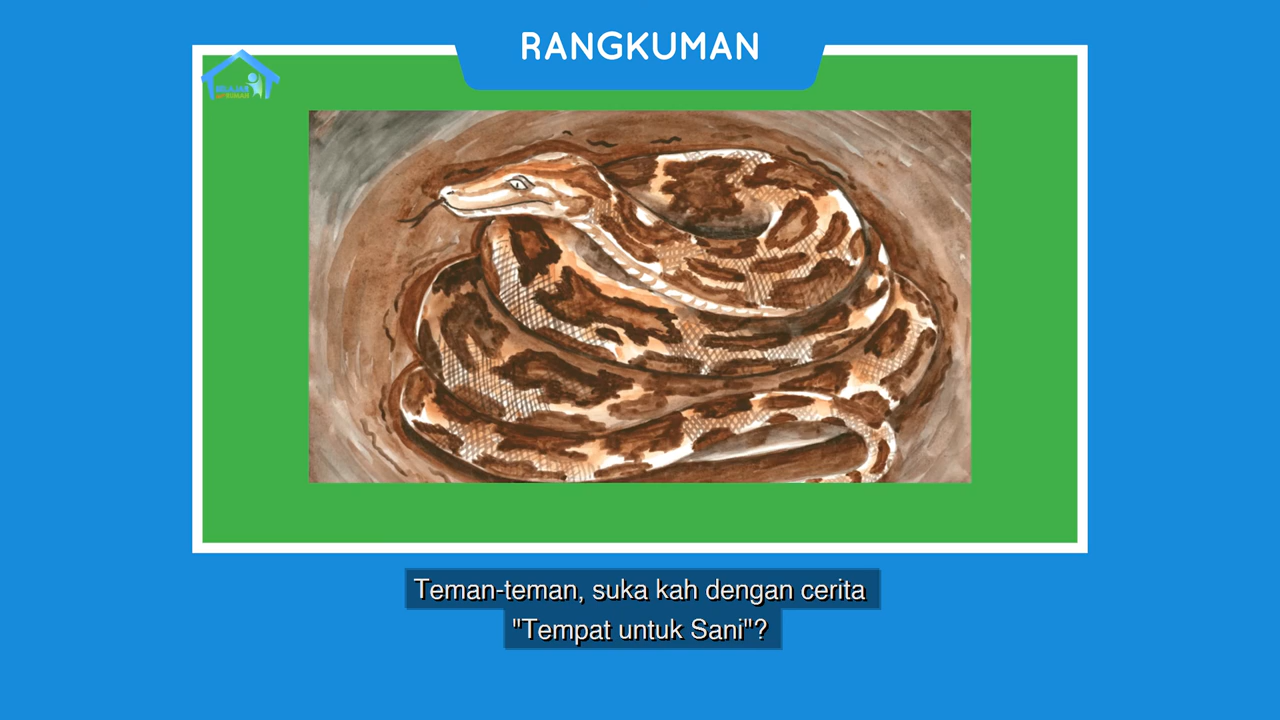 RANGKUMAN
Teman-teman, suka kah dengan cerita
"Tempat untuk Sani"?